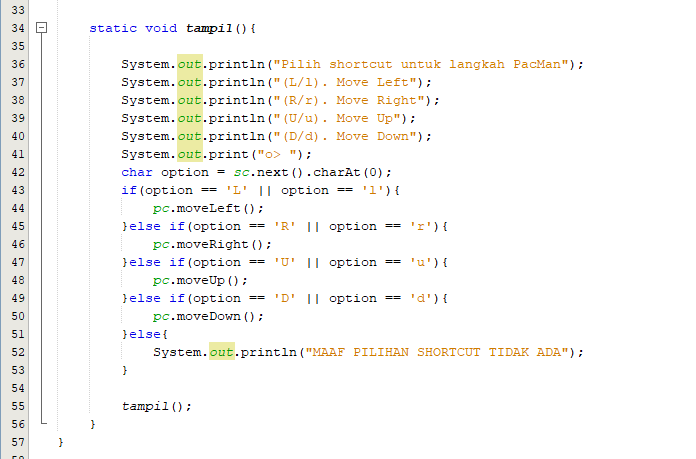 33
34 static void tampil(){
35
36 System.out.println("Pilih shortcut untuk langkah PacMan");
37 System.out.println("(L/l). Move Left");
38 System.out.println("(R/r). Move Right");
39 System.out.println("(U/u). Move Up");
40 System.out.println("(D/d). Move Down");
41 System.out.print("o> ");
42 char option = sc.next().charAt(0);
43 if(option == 'L' || option == 'l'){
44 pc.moveLeft();
45 }else if(option == 'R' || option == 'r'){
46 pc.moveRight();
47 }else if(option == 'U' || option == 'u'){
48 pc.moveUp();
49 }else if(option == 'D' || option == 'd'){
50 pc.moveDown();
51 }else{
52 System.out.println("MAAF PILIHAN SHORTCUT TIDAK ADA");
53 }
54
55 tampil();
56 }
57 }